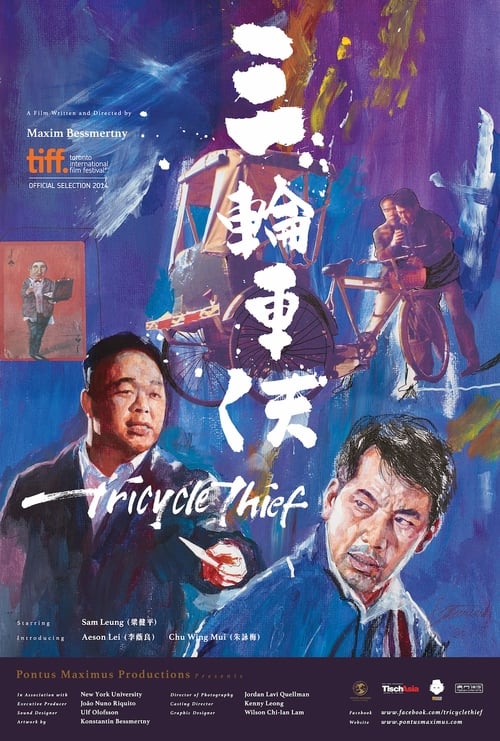 三輪車俠
A Film Written and Directed by
Maxim Bessmertny
tiff. toronto international film festival
OFFICIAL SELECTION 2014
Tricycle Thief
Starring Sam Leung (梁健平)
Introducing Aeson Lei (李蔭良) Chu Wing Mui (朱詠梅)
Pontus Maximus Productions Presents
In Association with New York University
Executive Producer João Nuno Riquito
Sound Designer Ulf Olofsson
Artwork by Konstantin Bessmertny
Director of Photography Jordan Lavi Quellman
Casting Director Kenny Leong
Graphic Designer Wilson Chi-Ian Lam
TischAsia
Facebook www.facebook.com/tricyclethief
Website www.pontusmaximus.com